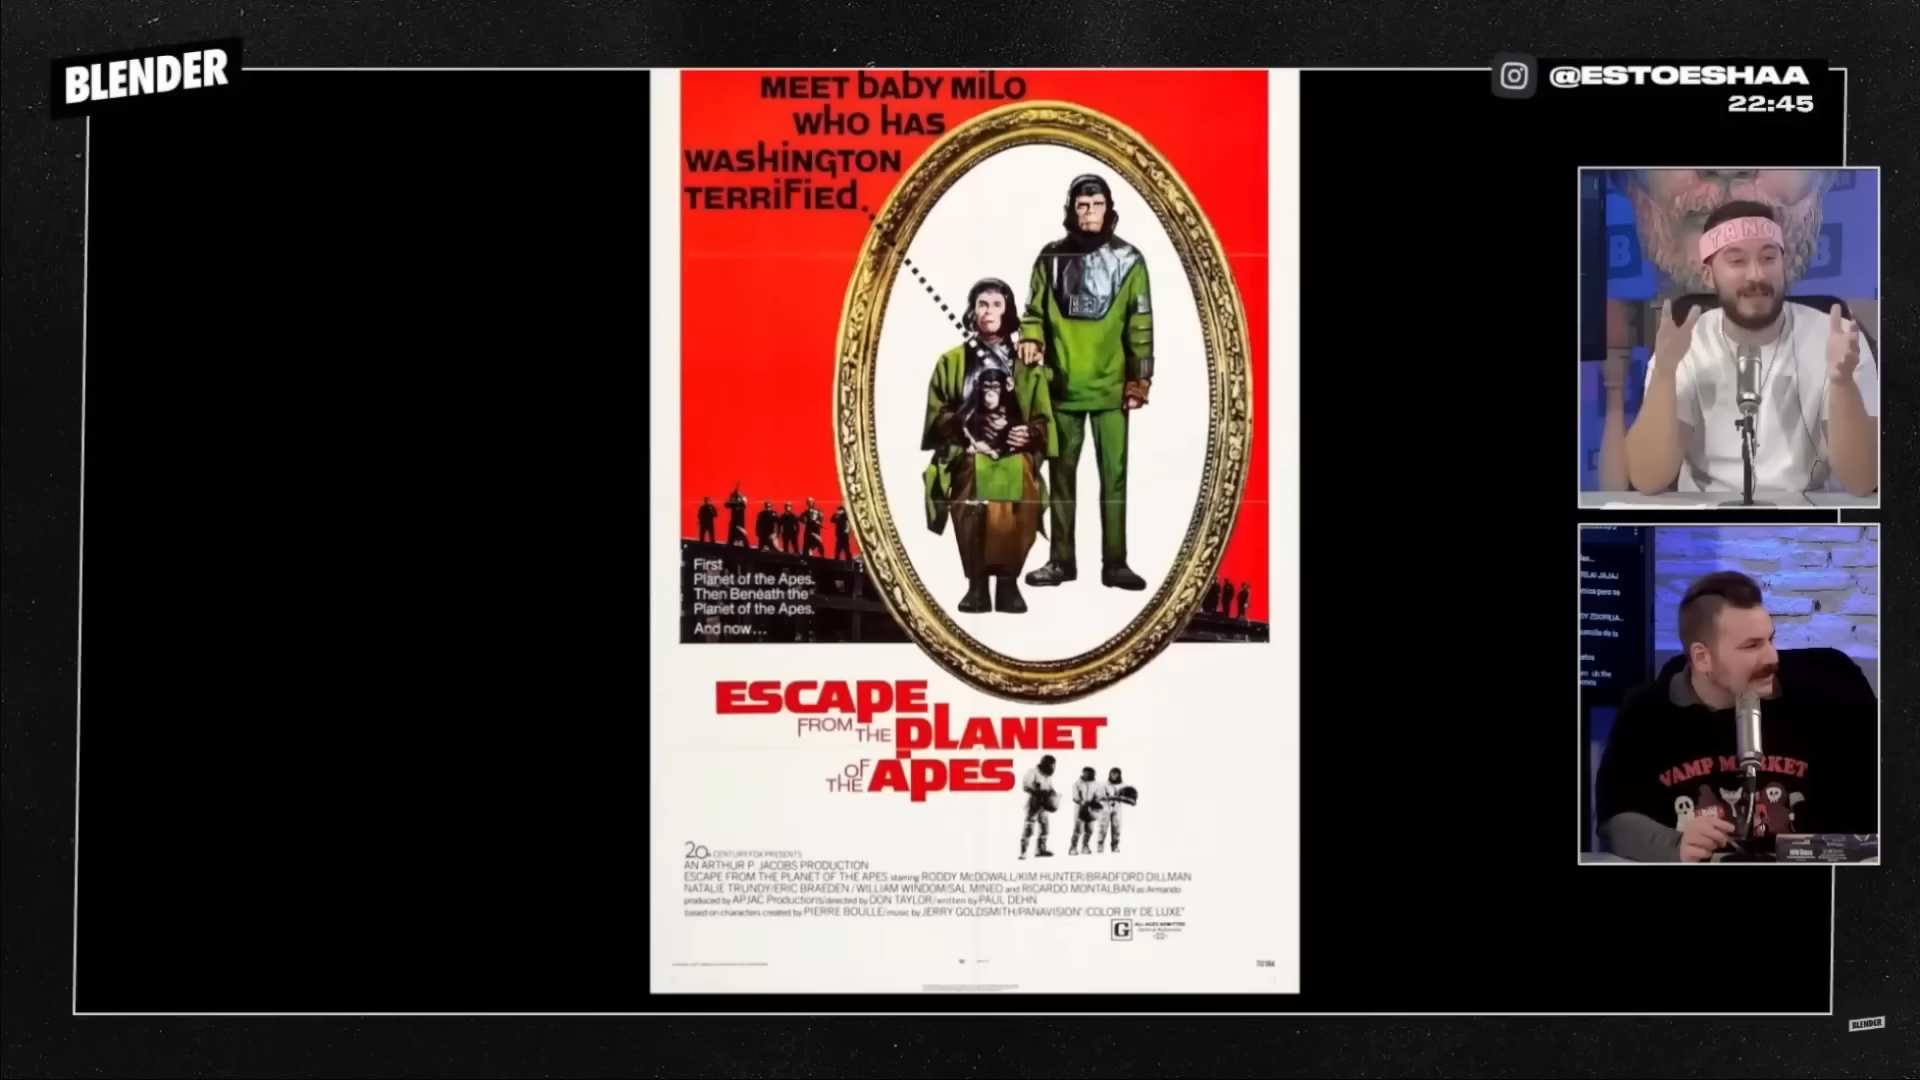 BLENDER
@ESTOESHAA
22:45
MEET BABY MILO
WHO HAS
WASHINGTON
TERRIFIED.
First
Planet of the Apes.
Then Beneath the
Planet of the Apes.
And now...
ESCAPE
FROM THE PLANET
OF THE APES
20th CENTURY FOX PRESENTS
AN ARTHUR P. JACOBS PRODUCTION
ESCAPE FROM THE PLANET OF THE APES starring RODDY McDOWALL/KIM HUNTER/BRADFORD DILLMAN
NATALIE TRUNDY/ERIC BRAEDEN/WILLIAM WINDOM/SAL MINEO and RICARDO MONTALBAN as Armando
produced by APJAC Productions/directed by DON TAYLOR/written by PAUL DEHN
based on characters created by PIERRE BOULLE/music by JERRY GOLDSMITH/PANAVISION® /COLOR BY DE LUXE®
G
TANO
VAMP MARKET
BLENDER